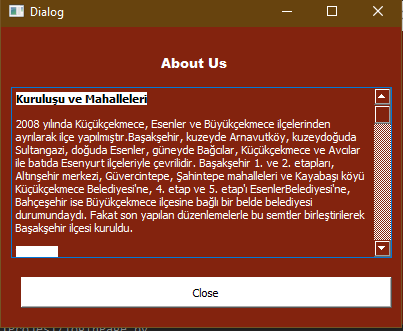 Dialog
About Us
Kuruluşu ve Mahalleleri
2008 yılında Küçükçekmece, Esenler ve Büyükçekmece ilçelerinden
ayrılarak ilçe yapılmıştır.Başakşehir, kuzeyde Arnavutköy, kuzeydoğuda
Sultangazi, doğuda Esenler, güneyde Bağcılar, Küçükçekmece ve Avcılar
ile batıda Esenyurt ilçeleriyle çevrilidir. Başakşehir 1. ve 2. etapları,
Altınşehir merkezi, Güvercintepe, Şahintepe mahalleri ve Kayabaşı köyü
Küçükçekmece Belediyesi'ne, 4. etap ve 5. etap'ı EsenlerBelediyesi'ne,
Bahçeşehir ise Büyükçekmece ilçesine bağlı bir belde belediyesi
durumundaydı. Fakat son yapılan düzenlemelerle bu semtler birleştirilerek
Başakşehir ilçesi kuruldu.
Close